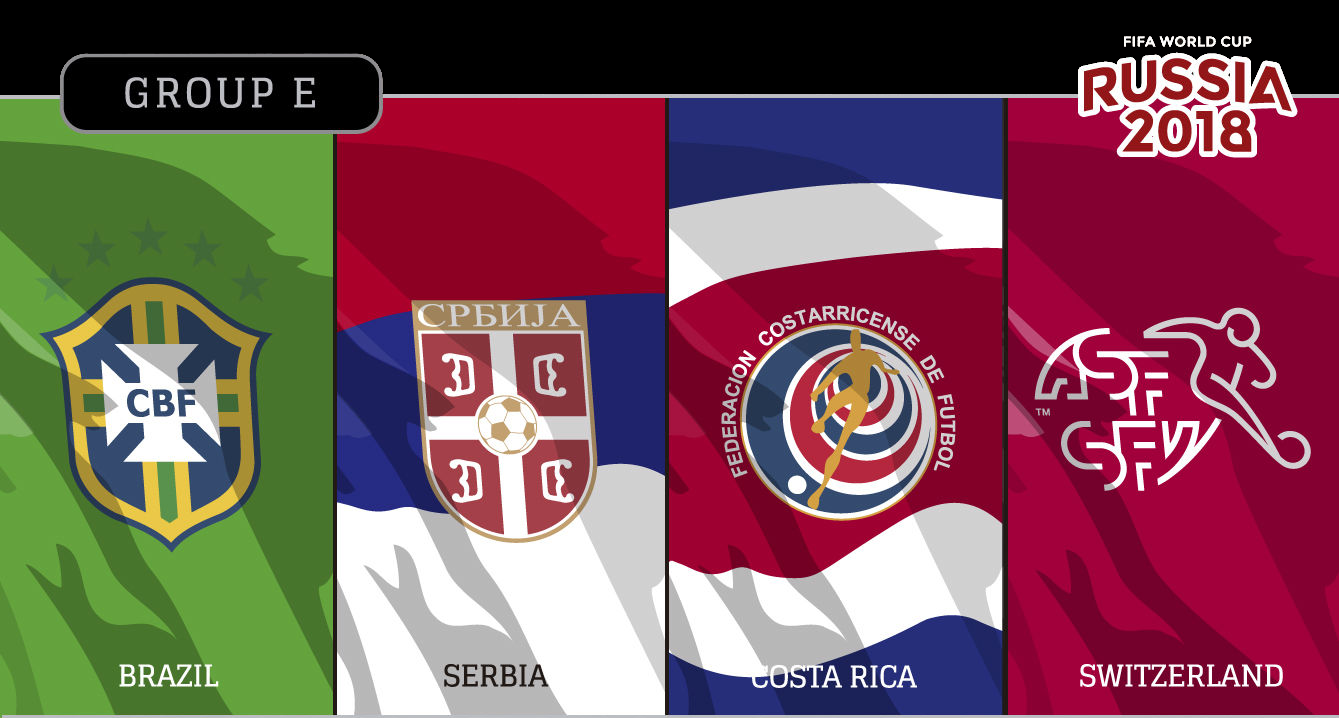 FIFA WORLD CUP
RUSSIA
2018
GROUP E
CBF
СРБИЈА
FEDERACION COSTARRICENSE DE FUTBOL
ASF
SFV
TM
BRAZIL
SERBIA
COSTA RICA
SWITZERLAND